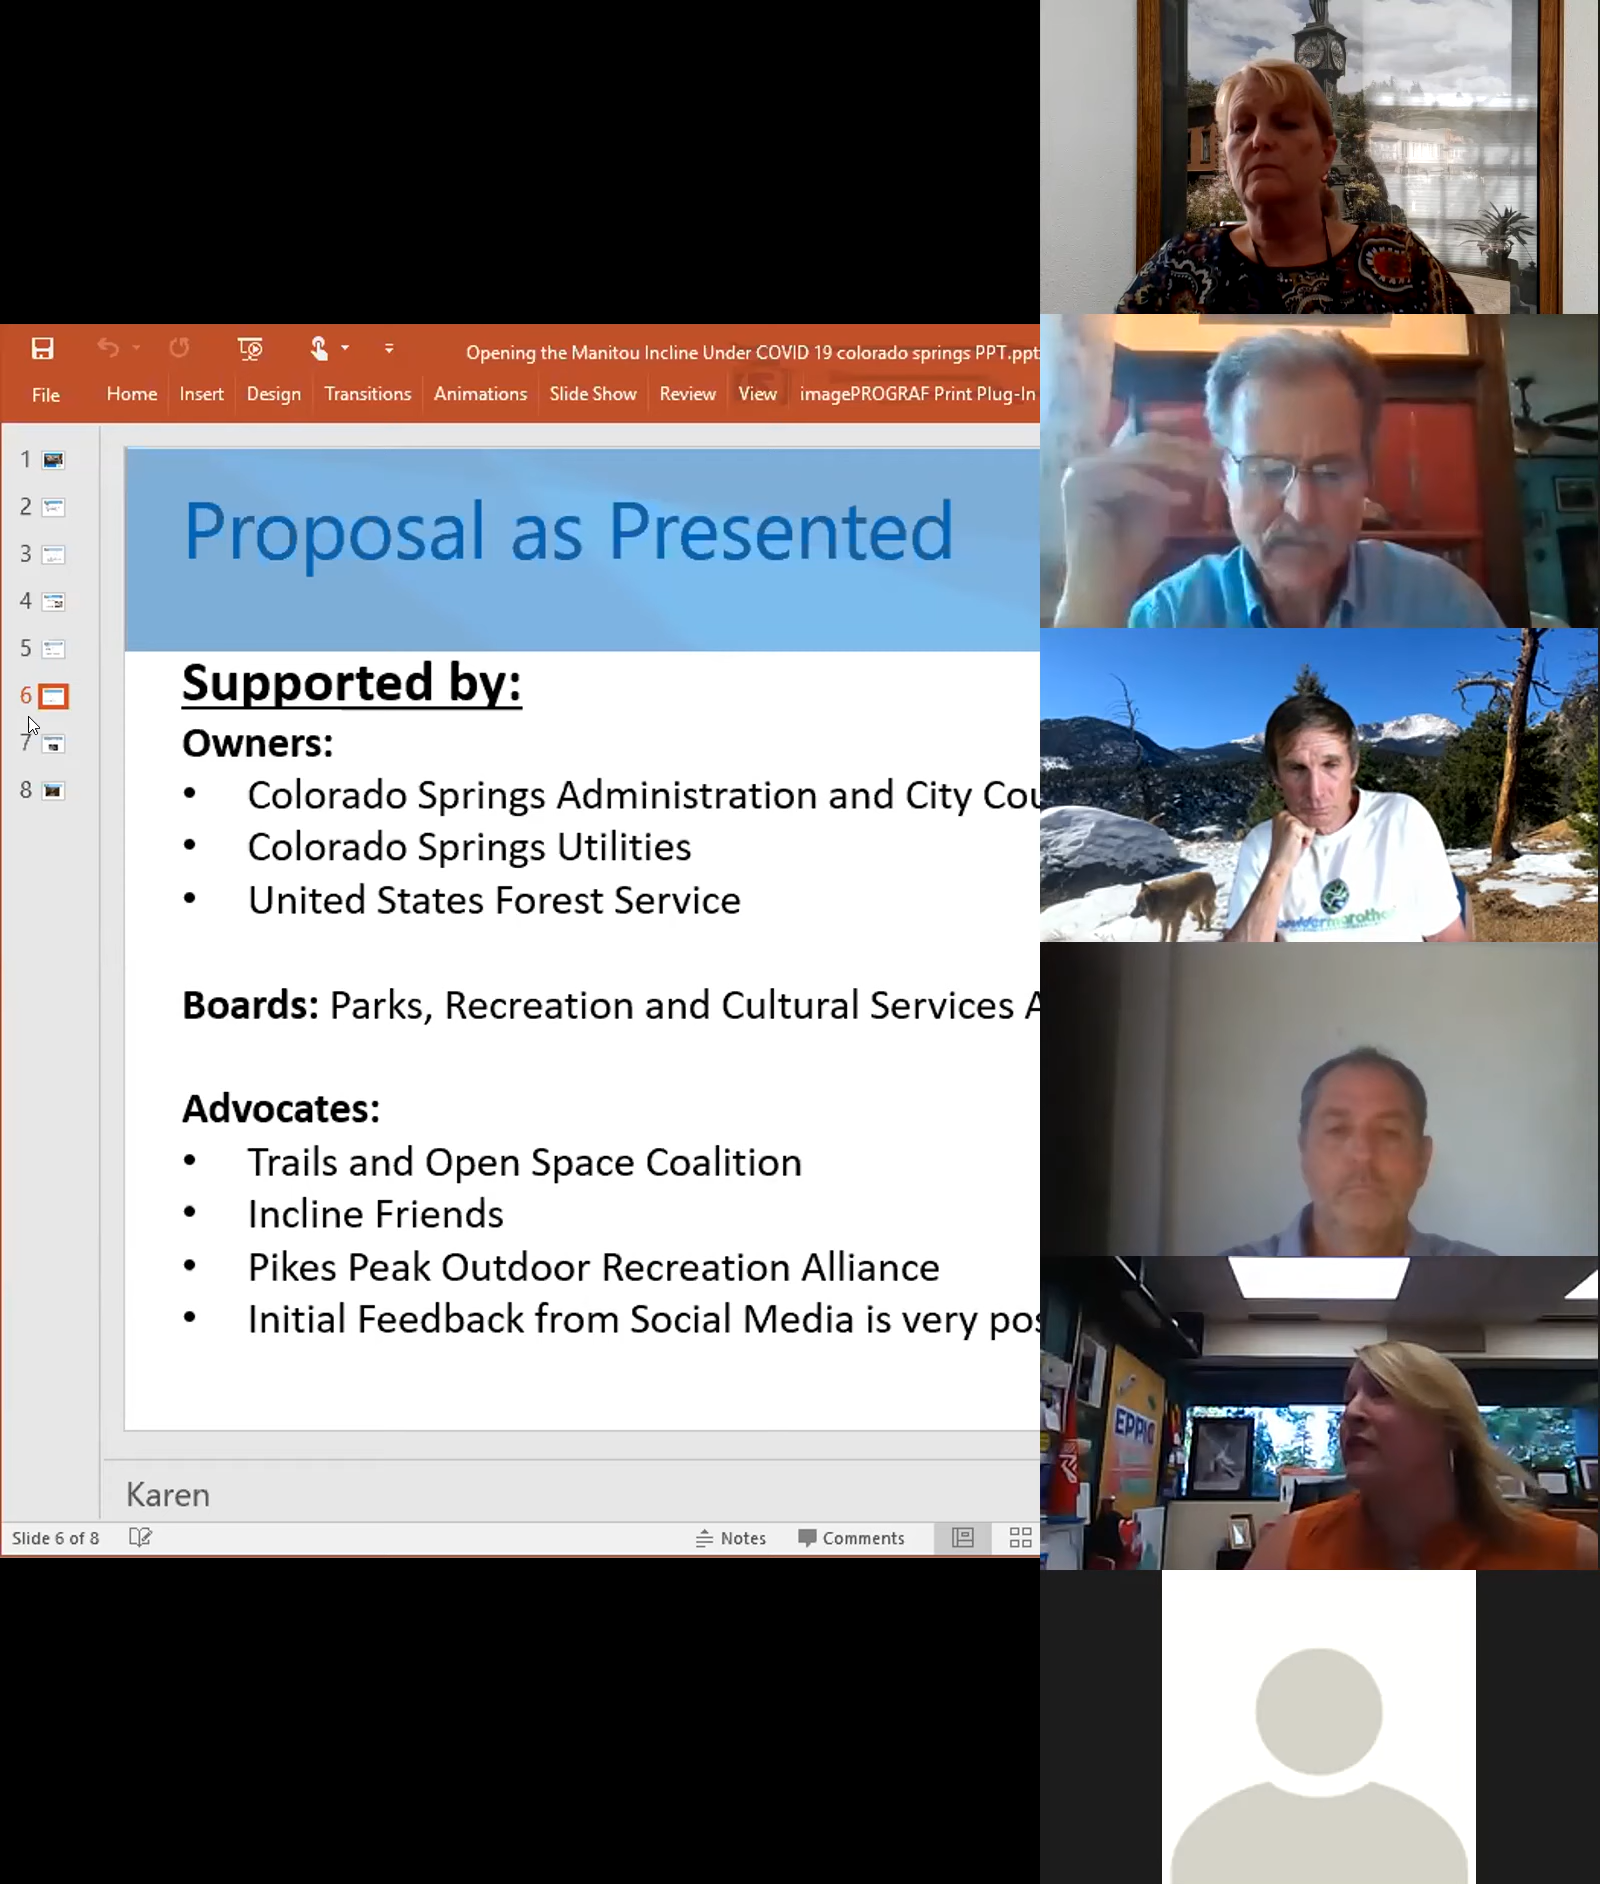 Opening the Manitou Incline Under COVID 19 colorado springs PPT.ppt
File Home Insert Design Transitions Animations Slide Show Review View imagePROGRAF Print Plug-In
1
2
3
4
5
6
7
8
Proposal as Presented
Supported by:
Owners:
• Colorado Springs Administration and City Cou
• Colorado Springs Utilities
• United States Forest Service
Boards: Parks, Recreation and Cultural Services A
Advocates:
• Trails and Open Space Coalition
• Incline Friends
• Pikes Peak Outdoor Recreation Alliance
• Initial Feedback from Social Media is very pos
Karen
Slide 6 of 8 Notes Comments
EPPIC